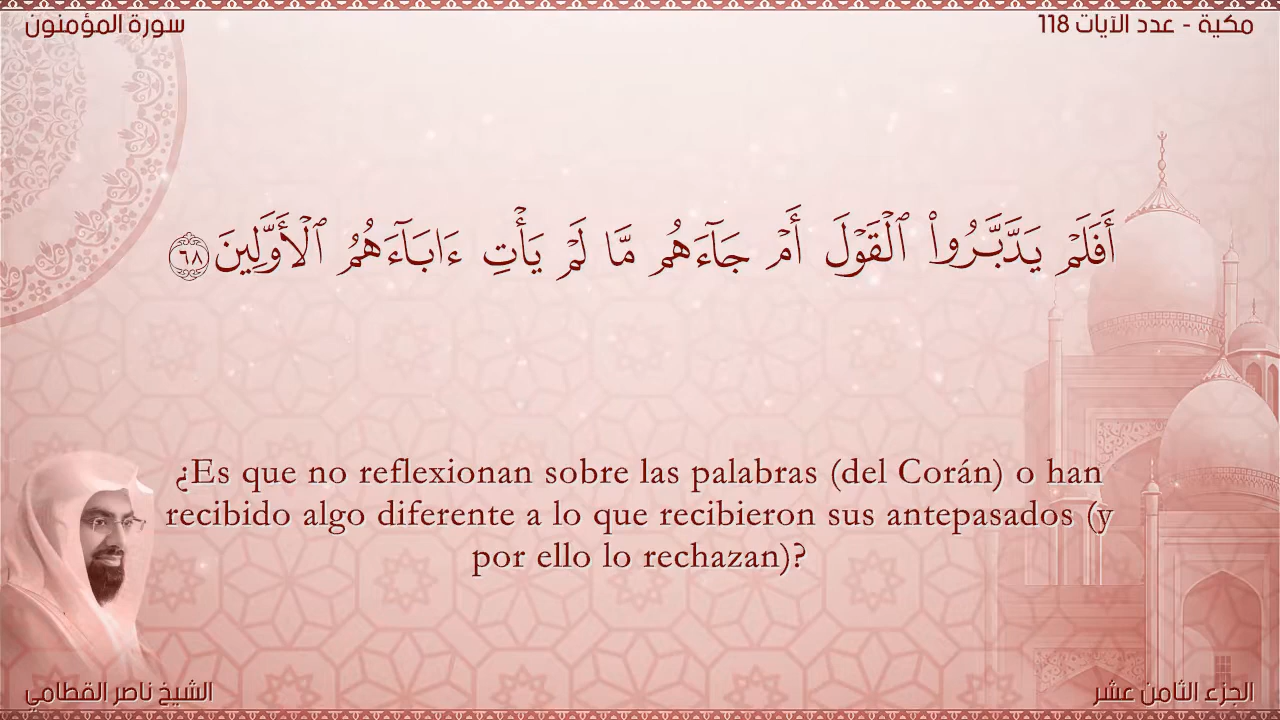 سورة المؤمنون
مكية - عدد الآيات 118
أَفَلَمۡ يَدَّبَّرُواْ ٱلۡقَوۡلَ أَمۡ جَآءَهُم مَّا لَمۡ يَأۡتِ ءَابَآءَهُمُ ٱلۡأَوَّلِينَ ٦٨
¿Es que no reflexionan sobre las palabras (del Corán) o han
recibido algo diferente a lo que recibieron sus antepasados (y
por ello lo rechazan)?
الشيخ ناصر القطامي
الجزء الثامن عشر